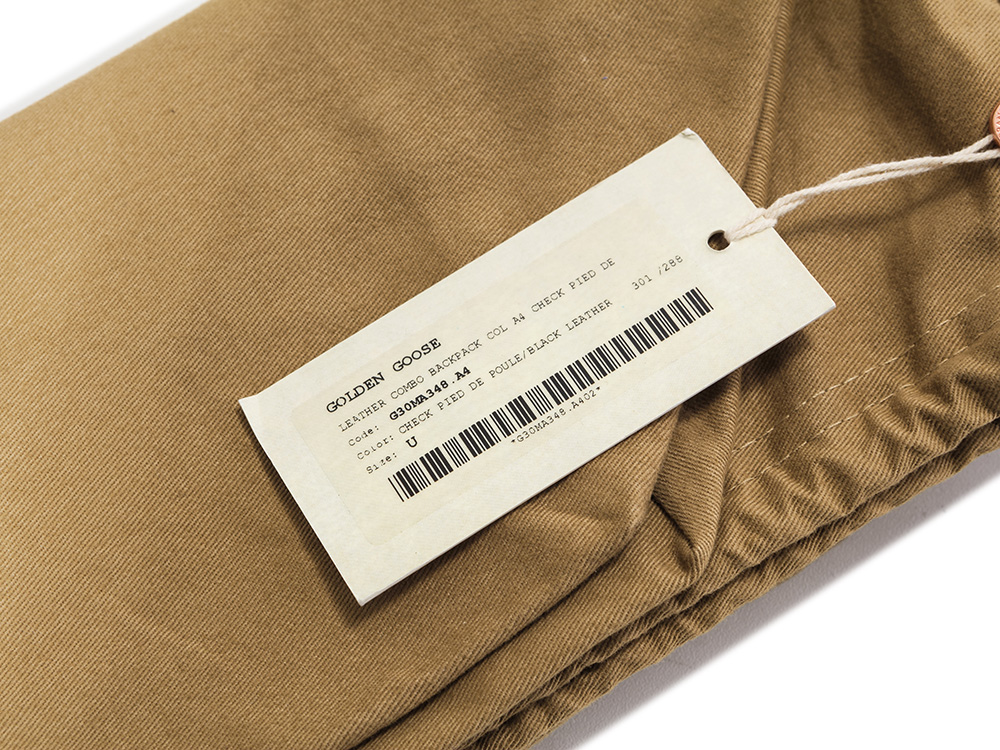 GOLDEN GOOSE
LEATHER COMBO BACKPACK COL A4 CHECK PIED DE
Code: G30MA348.A4 301 /288
Color: CHECK PIED DE POULE/BLACK LEATHER
Size: U
*G30MA348.A402*